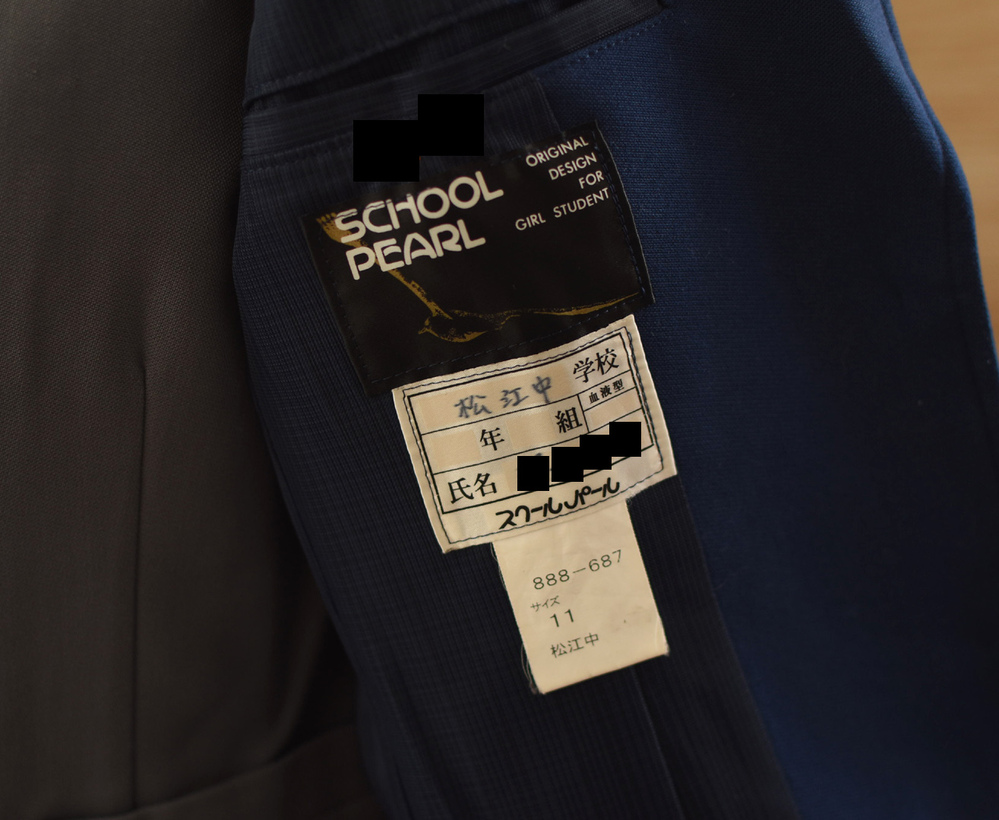 SCHOOL
PEARL
ORIGINAL
DESIGN
FOR
GIRL STUDENT
松江中 学校
年 組 血液型
氏名
スクールパール
888-687
サイズ
11
松江中